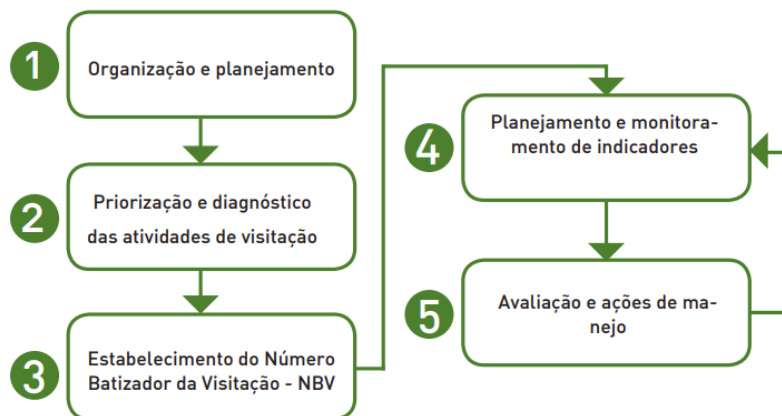 1
Organização e planejamento
2
Priorização e diagnóstico
das atividades de visitação
3
Estabelecimento do Número
Batizador da Visitação - NBV
4
Planejamento e monitora-
mento de indicadores
5
Avaliação e ações de ma-
nejo